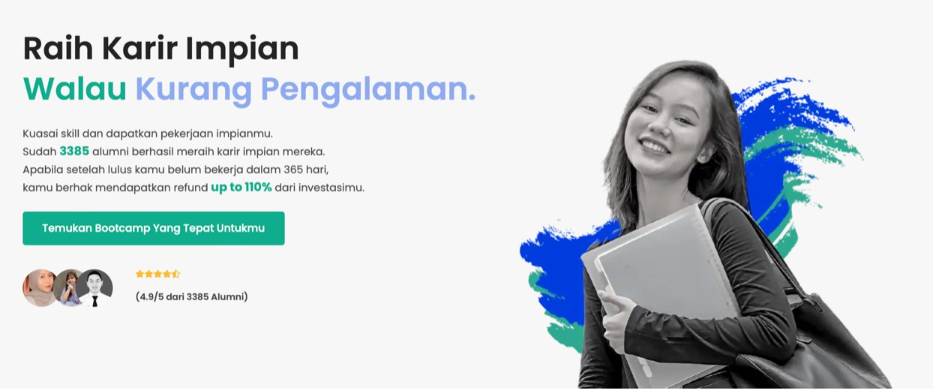 Raih Karir Impian
Walau Kurang Pengalaman.
Kuasai skill dan dapatkan pekerjaan impianmu.
Sudah 3385 alumni berhasil meraih karir impian mereka.
Apabila setelah lulus kamu belum bekerja dalam 365 hari,
kamu berhak mendapatkan refund up to 110% dari investasimu.
Temukan Bootcamp Yang Tepat Untukmu
(4.9/5 dari 3385 Alumni)